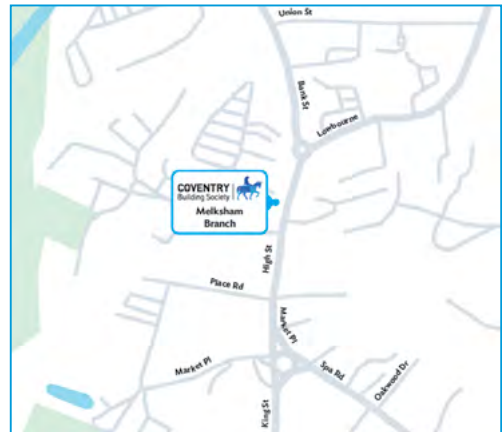 Union St
Bank St
Lowbourne
COVENTRY
Building Society
Melksham
Branch
High St
Place Rd
Market Pl
Market Pl
Spa Rd
Oakwood Dr
King St